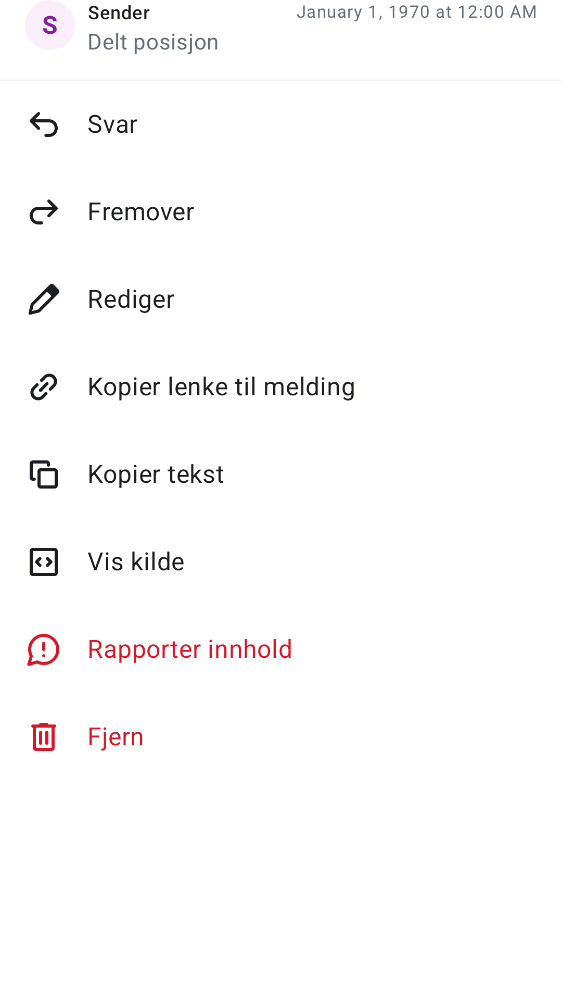 S
Sender
January 1, 1970 at 12:00 AM
Delt posisjon
Svar
Fremover
Rediger
Kopier lenke til melding
Kopier tekst
Vis kilde
Rapporter innhold
Fjern